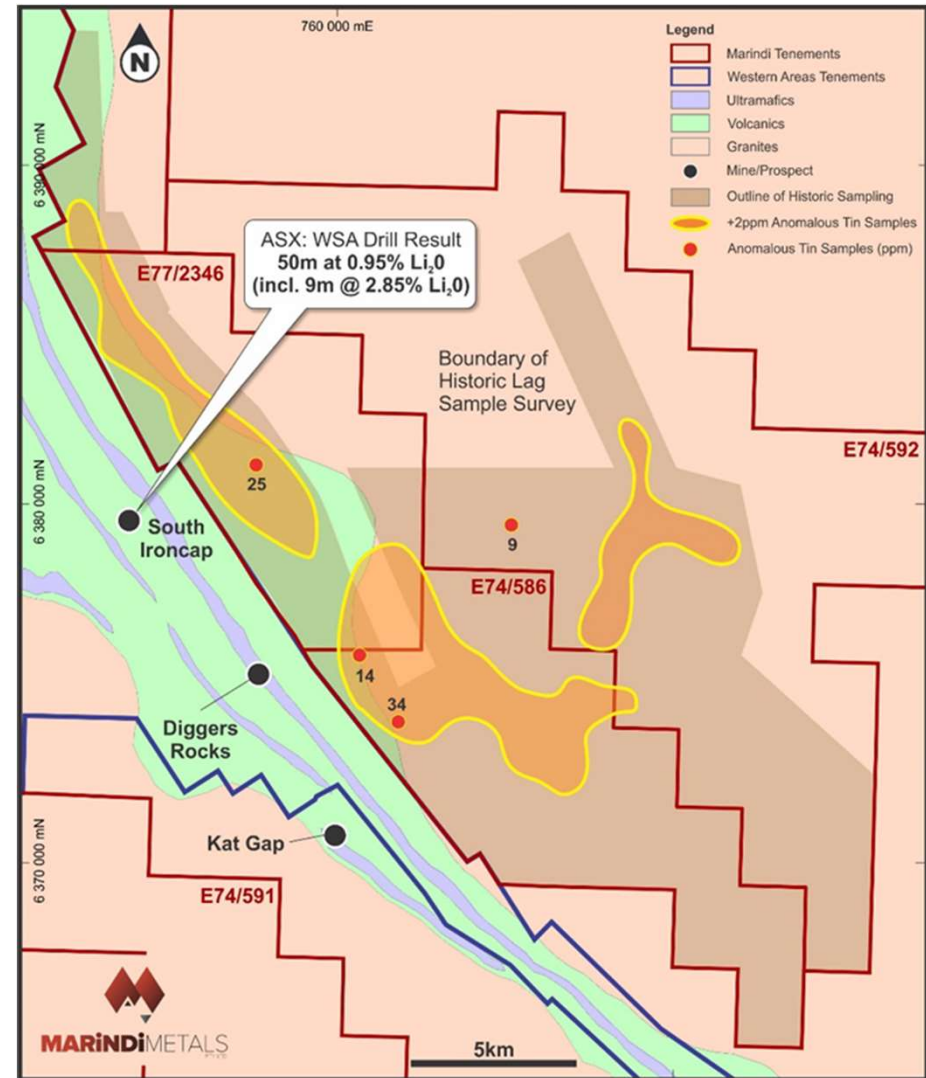 760 000 mE
N
Legend
Marindi Tenements
Western Areas Tenements
Ultramafics
Volcanics
Granites
Mine/Prospect
Outline of Historic Sampling
+2ppm Anomalous Tin Samples
Anomalous Tin Samples (ppm)
6 390 000 mN
ASX: WSA Drill Result
50m at 0.95% Li₂0
(incl. 9m @ 2.85% Li₂0)
E77/2346
Boundary of
Historic Lag
Sample Survey
E74/592
25
6 380 000 mN
South
Ironcap
9
E74/586
14
34
Diggers
Rocks
Kat Gap
6 370 000 mN
E74/591
MARiNDiMETALS
5km